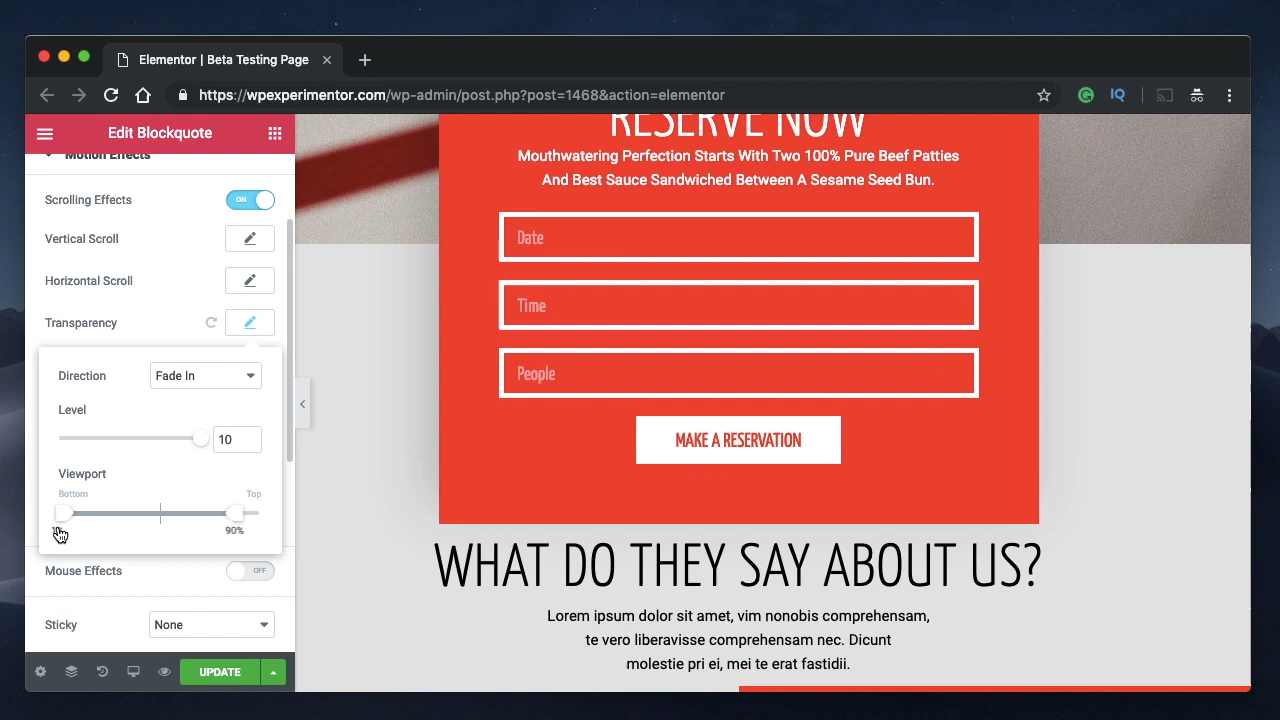 Elementor | Beta Testing Page
https://wpexperimentor.com/wp-admin/post.php?post=1468&action=elementor
IQ
Edit Blockquote
Motion Effects
Scrolling Effects
ON
Vertical Scroll
Horizontal Scroll
Transparency
Direction
Fade In
Level
10
Viewport
Bottom
Top
90%
Mouse Effects
OFF
Sticky
None
UPDATE
RESERVE NOW
Mouthwatering Perfection Starts With Two 100% Pure Beef Patties
And Best Sauce Sandwiched Between A Sesame Seed Bun.
Date
Time
People
MAKE A RESERVATION
WHAT DO THEY SAY ABOUT US?
Lorem ipsum dolor sit amet, vim nonobis comprehensam,
te vero liberavisse comprehensam nec. Dicunt
molestie pri ei, mei te erat fastidii.